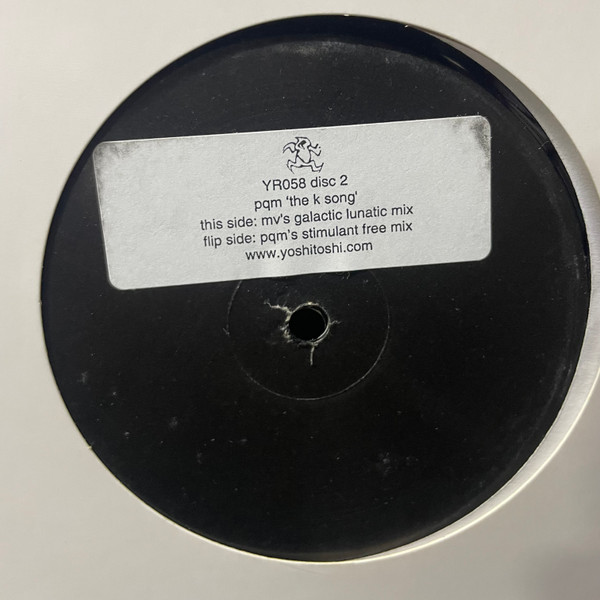 YR058 disc 2
pqm 'the k song'
this side: mv's galactic lunatic mix
flip side: pqm's stimulant free mix
www.yoshitoshi.com